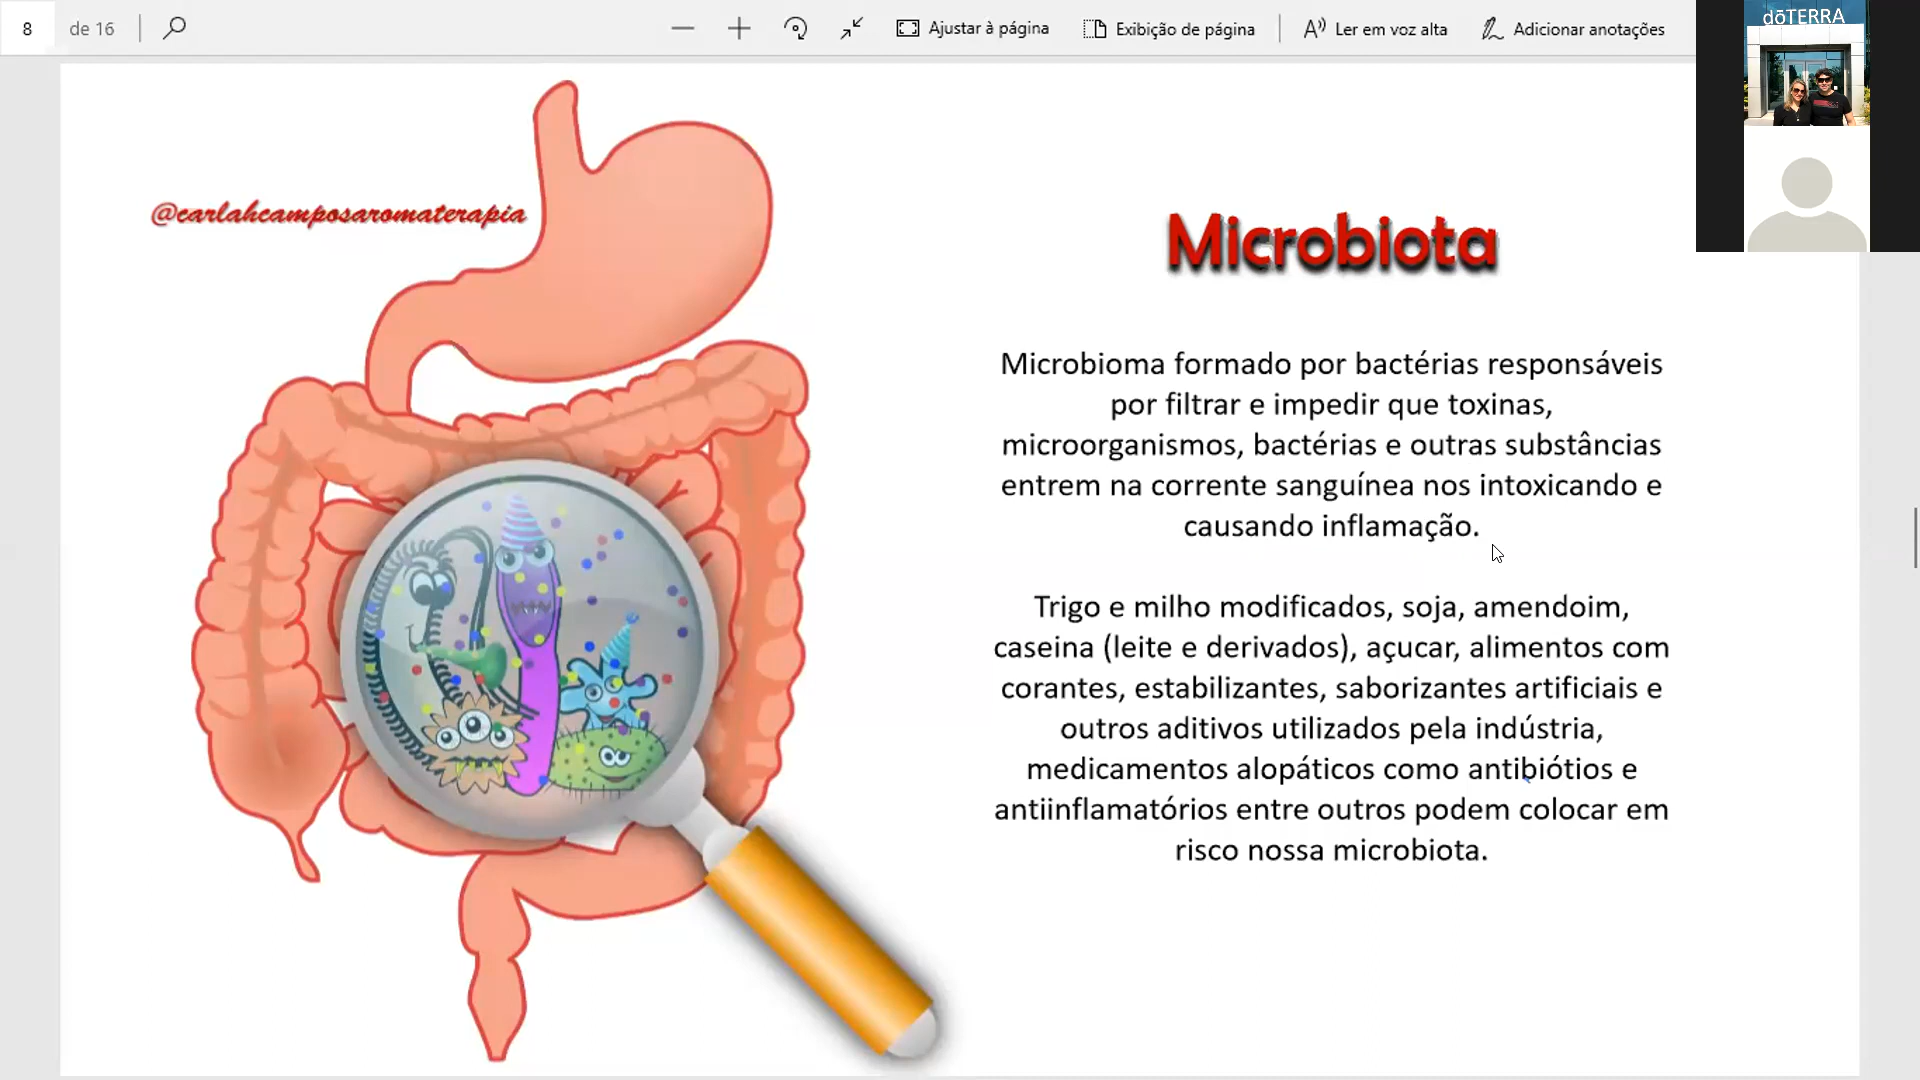 8 de 16
Ajustar à página
Exibição de página
Ler em voz alta
Adicionar anotações
dōTERRA
@carlahcamposaromaterapia
Microbiota
Microbioma formado por bactérias responsáveis
por filtrar e impedir que toxinas,
microorganismos, bactérias e outras substâncias
entrem na corrente sanguínea nos intoxicando e
causando inflamação.
Trigo e milho modificados, soja, amendoim,
caseina (leite e derivados), açucar, alimentos com
corantes, estabilizantes, saborizantes artificiais e
outros aditivos utilizados pela indústria,
medicamentos alopáticos como antibiótios e
antiinflamatórios entre outros podem colocar em
risco nossa microbiota.